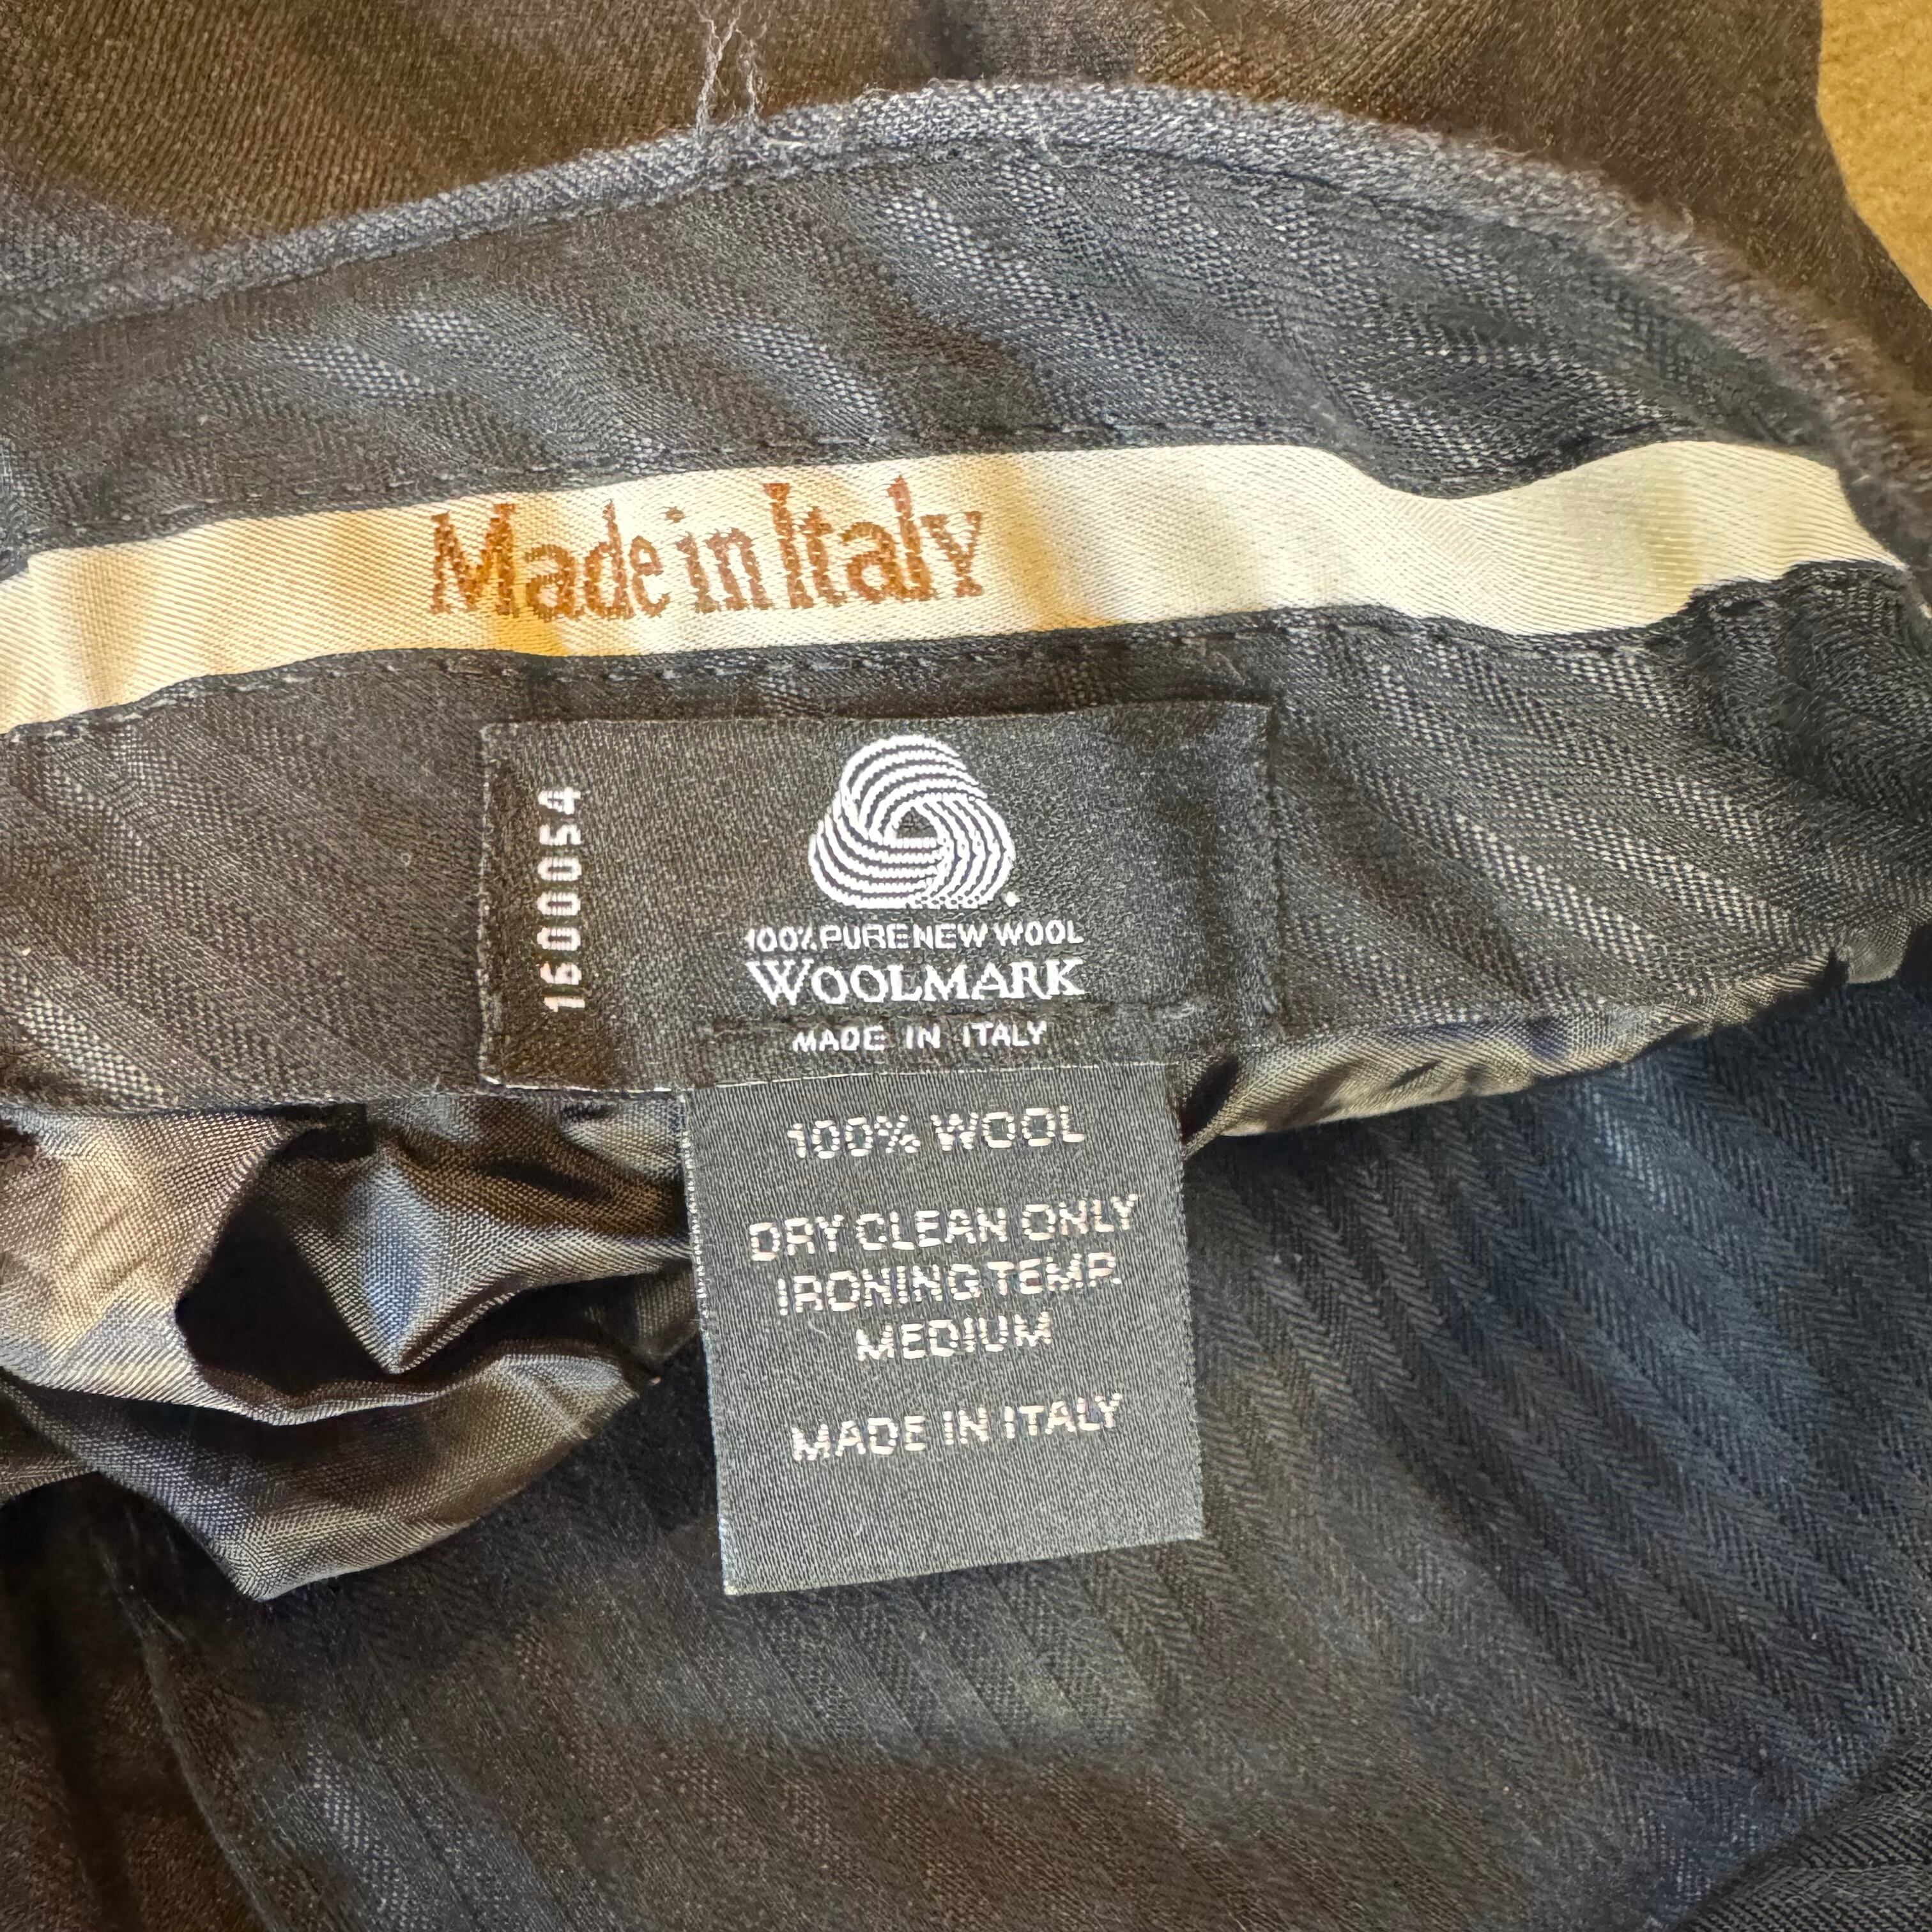 Made in Italy
1600054
100% PURE NEW WOOL
WOOLMARK
MADE IN ITALY
100% WOOL
DRY CLEAN ONLY
IRONING TEMP.
MEDIUM
MADE IN ITALY